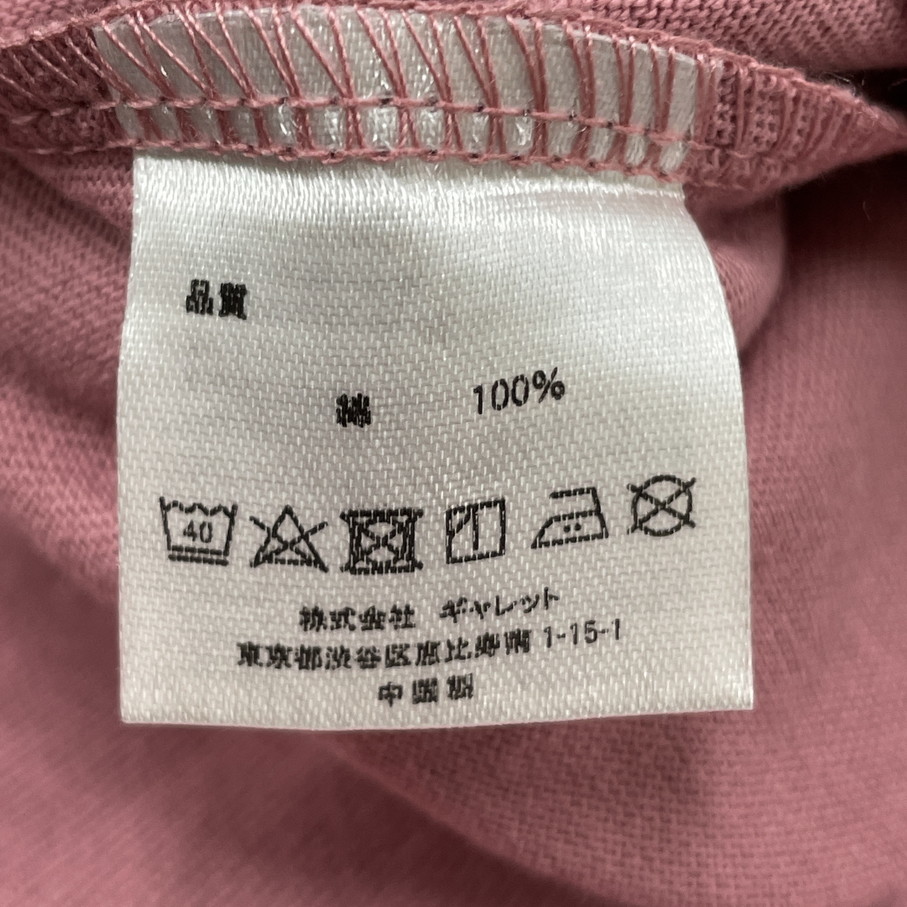 品質
綿 100%
40
株式会社 ギャレット
東京都渋谷区恵比寿南 1-15-1
中国製